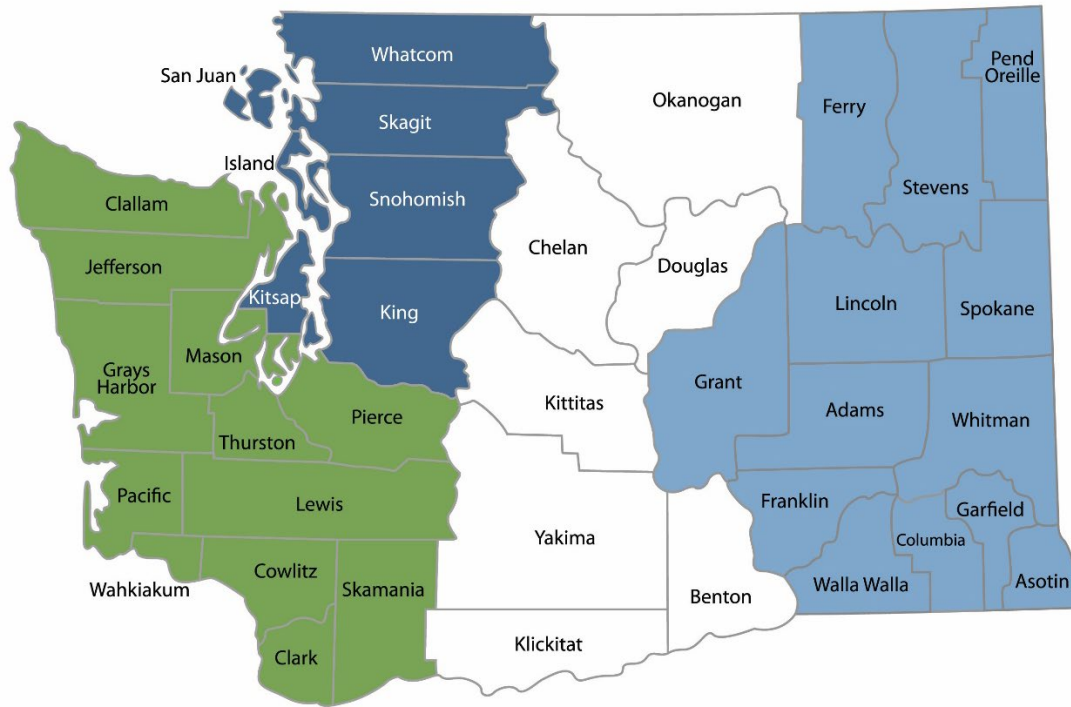 Whatcom
San Juan
Pend
Oreille
Okanogan
Ferry
Skagit
Island
Stevens
Snohomish
Clallam
Chelan
Jefferson
Douglas
Kitsap
Lincoln
Spokane
King
Mason
Grays
Harbor
Grant
Kittitas
Adams
Pierce
Whitman
Thurston
Pacific
Lewis
Franklin
Garfield
Yakima
Columbia
Cowlitz
Wahkiakum
Skamania
Walla Walla
Asotin
Benton
Klickitat
Clark